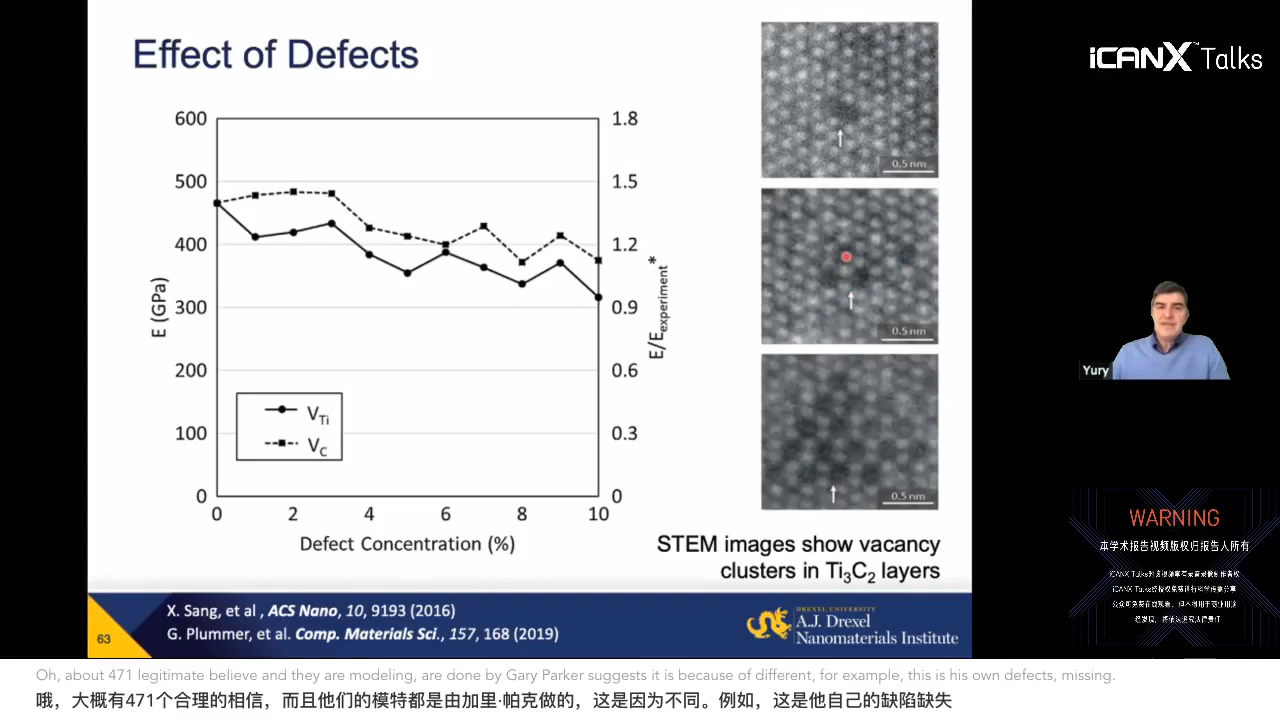 Effect of Defects
iCANX Talks
600
500
400
300
200
100
0
E (GPa)
1.8
1.5
1.2
0.9
0.6
0.3
0
E/Eexperiment*
VTi
VC
0
2
4
6
8
10
Defect Concentration (%)
0.5 nm
0.5 nm
0.5 nm
STEM images show vacancy
clusters in Ti3C2 layers
Yury
WARNING
本学术报告视频版权归报告人所有
63
X. Sang, et al , ACS Nano, 10, 9193 (2016)
G. Plummer, et al. Comp. Materials Sci., 157, 168 (2019)
DREXEL UNIVERSITY
A.J. Drexel
Nanomaterials Institute
Oh, about 471 legitimate believe and they are modeling, are done by Gary Parker suggests it is because of different, for example, this is his own defects, missing.
哦，大概有471个合理的相信，而且他们的模特都是由加里·帕克做的，这是因为不同。例如，这是他自己的缺陷缺失